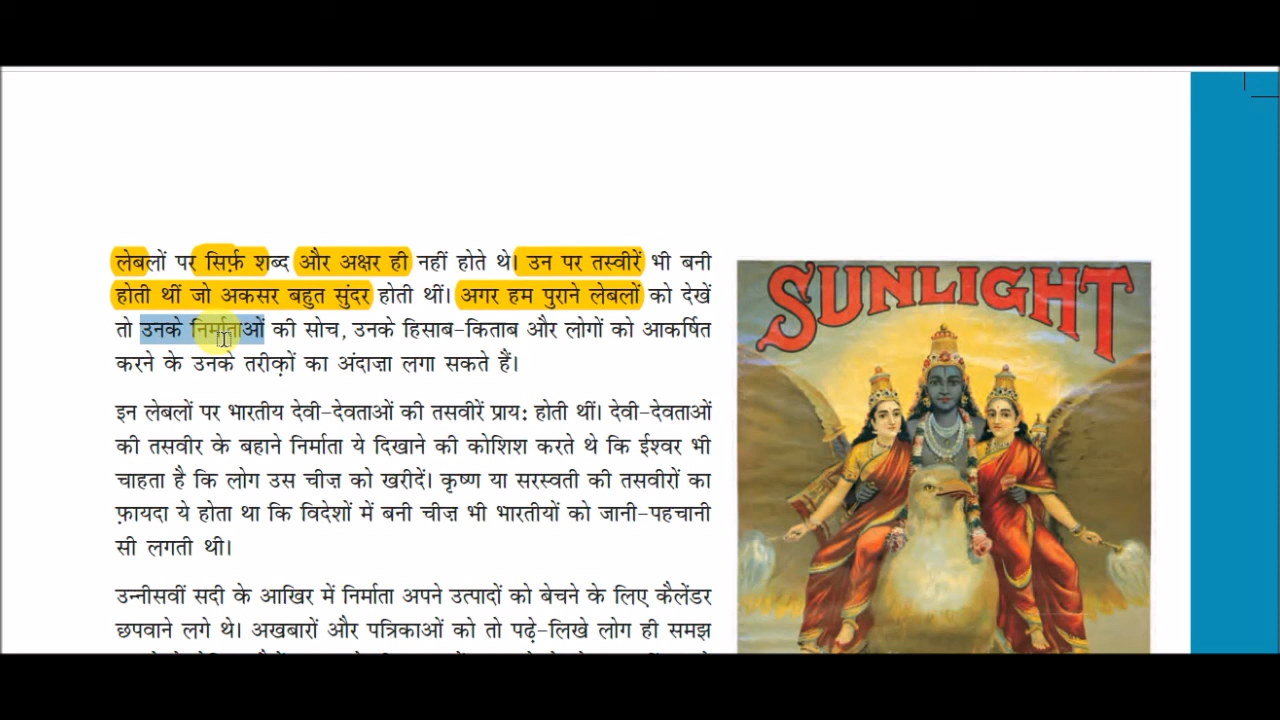 लेबलों पर सिर्फ़ शब्द और अक्षर ही नहीं होते थे। उन पर तस्वीरें भी बनी
होती थीं जो अकसर बहुत सुंदर होती थीं। अगर हम पुराने लेबलों को देखें
तो उनके निर्माताओं की सोच, उनके हिसाब-किताब और लोगों को आकर्षित
करने के उनके तरीक़ों का अंदाज़ा लगा सकते हैं।
इन लेबलों पर भारतीय देवी-देवताओं की तसवीरें प्राय: होती थीं। देवी-देवताओं
की तसवीर के बहाने निर्माता ये दिखाने की कोशिश करते थे कि ईश्वर भी
चाहता है कि लोग उस चीज़ को खरीदें। कृष्ण या सरस्वती की तसवीरों का
फ़ायदा ये होता था कि विदेशों में बनी चीज़ भी भारतीयों को जानी-पहचानी
सी लगती थी।
उन्नीसवीं सदी के आखिर में निर्माता अपने उत्पादों को बेचने के लिए कैलेंडर
छपवाने लगे थे। अखबारों और पत्रिकाओं को तो पढ़े-लिखे लोग ही समझ
SUNLIGHT